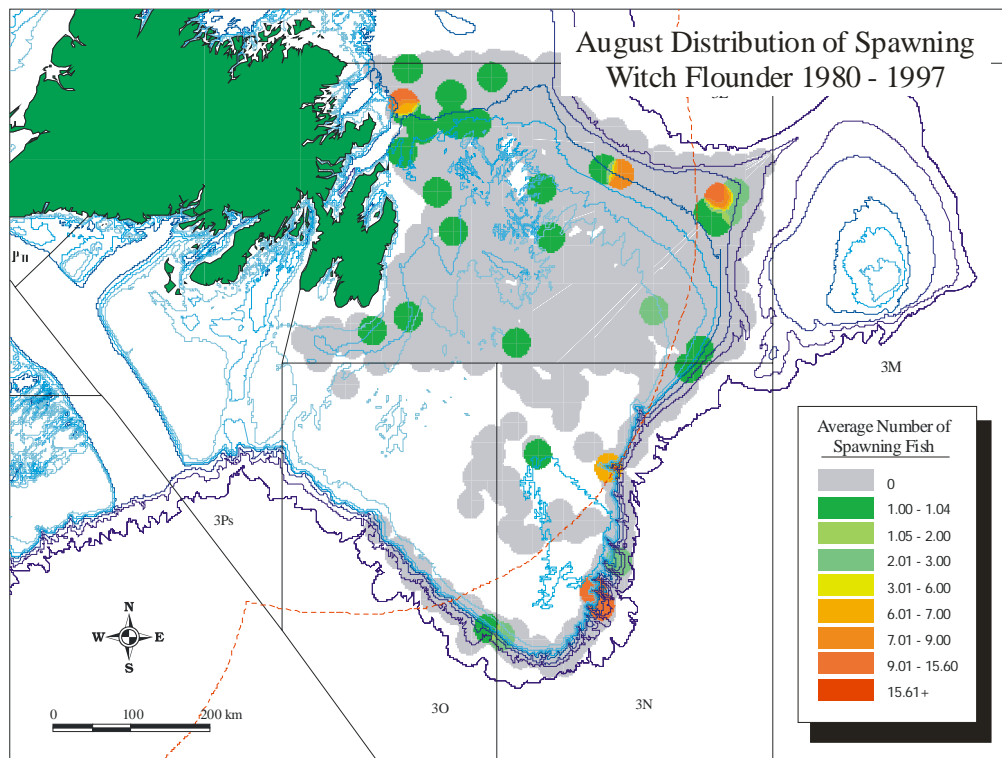 August Distribution of Spawning
Witch Flounder 1980 - 1997
3M
Average Number of
Spawning Fish
0
1.00 - 1.04
1.05 - 2.00
2.01 - 3.00
3.01 - 6.00
6.01 - 7.00
7.01 - 9.00
9.01 - 15.60
15.61+
3Ps
N
W E
S
0 100 200 km
3O
3N